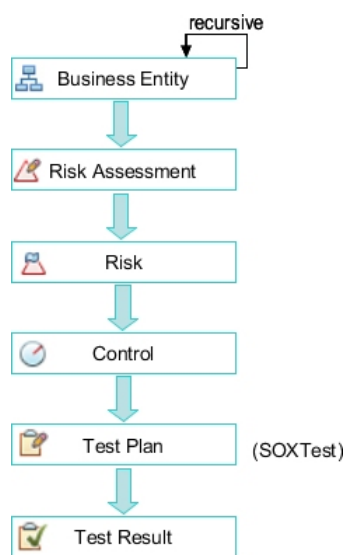 recursive
Business Entity
Risk Assessment
Risk
Control
Test Plan
(SOXTest)
Test Result